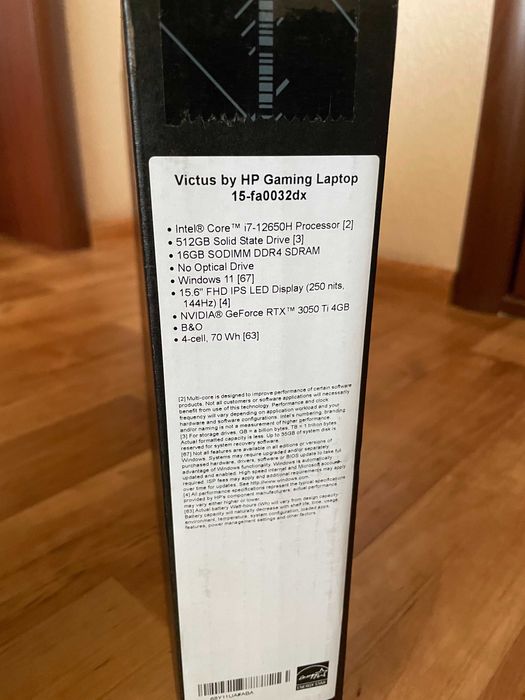 Victus by HP Gaming Laptop
15-fa0032dx
• Intel® Core™ i7-12650H Processor [2]
• 512GB Solid State Drive [3]
• 16GB SODIMM DDR4 SDRAM
• No Optical Drive
• Windows 11 [67]
• 15.6" FHD IPS LED Display (250 nits,
144Hz) [4]
• NVIDIA® GeForce RTX™ 3050 Ti 4GB
• B&O
• 4-cell, 70 Wh [63]
[2] Multi-core is designed to improve performance of certain software
products. Not all customers or software applications will necessarily
benefit from use of this technology. Performance and clock
frequency will vary depending on application workload and your
hardware and software configurations. Intel's numbering, branding
and/or naming is not a measurement of higher performance.
[3] For storage drives, GB = a billion bytes. TB = 1 trillion bytes.
Actual formatted capacity is less. Up to 35GB of system disk is
reserved for system recovery software.
[67] Not all features are available in all editions or versions of
Windows. Systems may require upgraded and/or separately
purchased hardware, drivers, software or BIOS update to take full
advantage of Windows functionality. Windows is automatically
updated and enabled. High speed internet and Microsoft account
required. ISP fees may apply and additional requirements may apply
over time for updates. See http://www.windows.com.
[4] All performance specifications represent the typical specifications
provided by HP's component manufacturers; actual performance
may vary either higher or lower.
[63] Actual battery Watt-hours (Wh) will vary from design capacity.
Battery capacity will naturally decrease with shelf life, time, usage,
environment, temperature, system configuration, loaded apps,
features, power management settings and other factors.
68Y11UA#ABA
ENERGY STAR